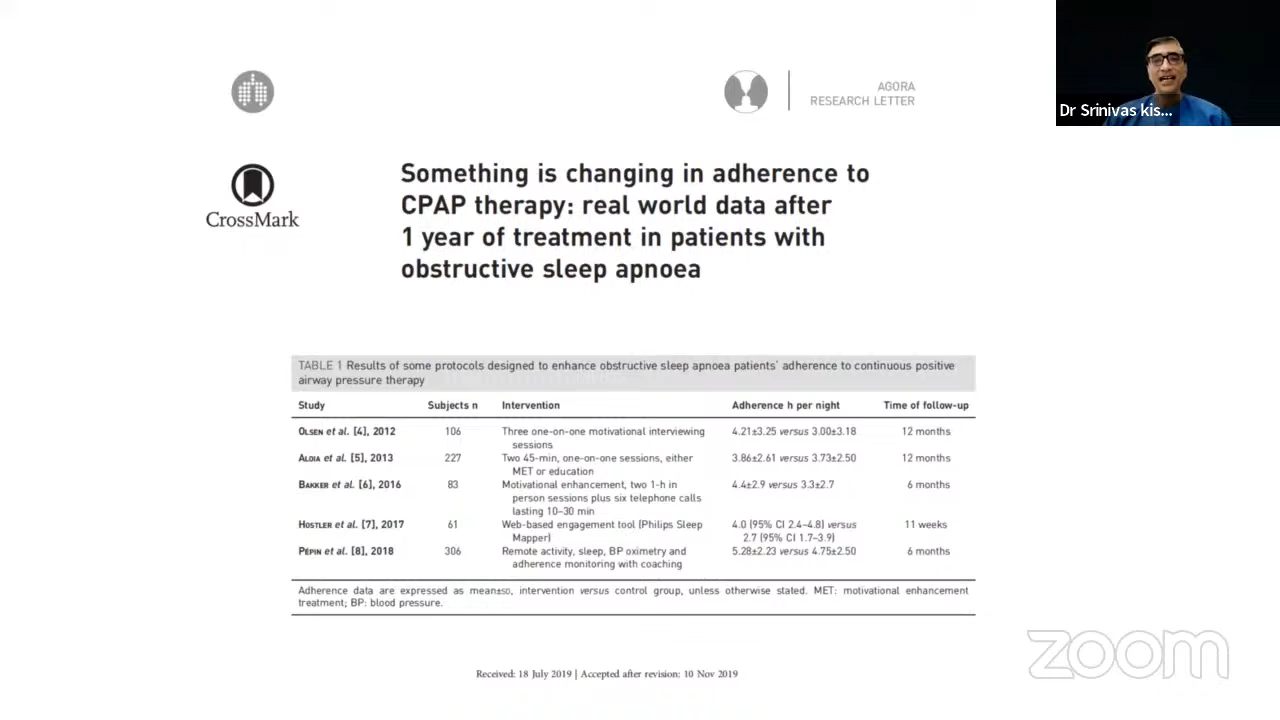 AGORA
RESEARCH LETTER
Dr Srinivas kis...
CrossMark
Something is changing in adherence to
CPAP therapy: real world data after
1 year of treatment in patients with
obstructive sleep apnoea
TABLE 1 Results of some protocols designed to enhance obstructive sleep apnoea patients' adherence to continuous positive
airway pressure therapy
Study Subjects n Intervention Adherence h per night Time of follow-up
OLSEN et al. [4], 2012 106 Three one-on-one motivational interviewing 4.21±3.25 versus 3.00±3.18 12 months
sessions
ALOIA et al. [5], 2013 227 Two 45-min, one-on-one sessions, either 3.86±2.61 versus 3.73±2.50 12 months
MET or education
BAKKER et al. [6], 2016 83 Motivational enhancement, two 1-h in 4.4±2.9 versus 3.3±2.7 6 months
person sessions plus six telephone calls
lasting 10–30 min
HOSTLER et al. [7], 2017 61 Web-based engagement tool (Philips Sleep 4.0 (95% CI 2.4–4.8) versus 11 weeks
Mapper) 2.7 (95% CI 1.7–3.9)
PÉPIN et al. [8], 2018 306 Remote activity, sleep, BP oximetry and 5.28±2.23 versus 4.75±2.50 6 months
adherence monitoring with coaching
Adherence data are expressed as mean±SD, intervention versus control group, unless otherwise stated. MET: motivational enhancement
treatment; BP: blood pressure.
zoom
Received: 18 July 2019 | Accepted after revision: 10 Nov 2019